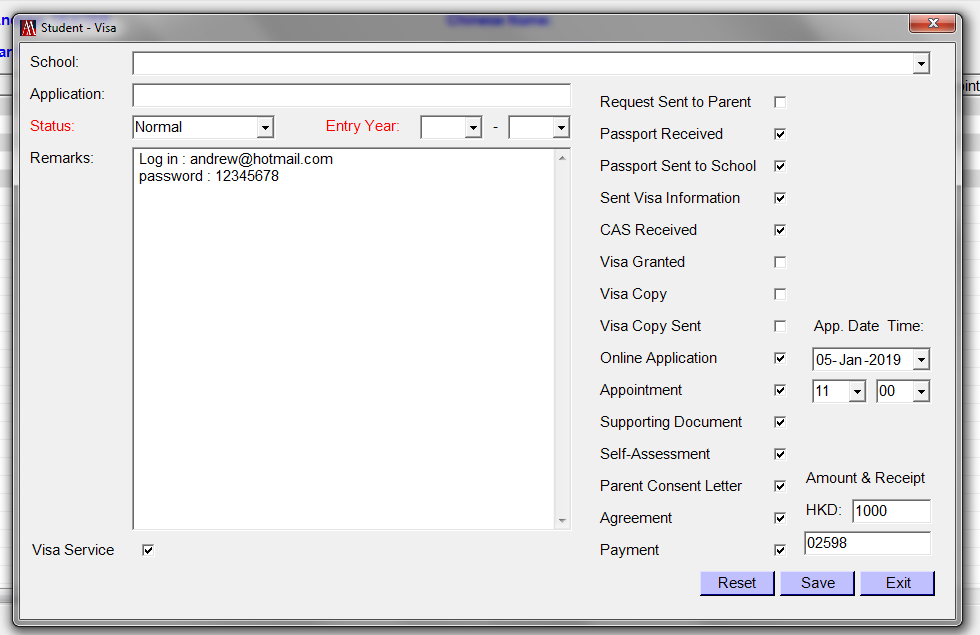 Student - Visa
School:
Application:
Status: Normal Entry Year: -
Remarks: Log in : andrew@hotmail.com
password : 12345678
Visa Service
Request Sent to Parent
Passport Received
Passport Sent to School
Sent Visa Information
CAS Received
Visa Granted
Visa Copy
Visa Copy Sent
Online Application
Appointment
Supporting Document
Self-Assessment
Parent Consent Letter
Agreement
Payment
App. Date Time:
05-Jan-2019
11 00
Amount & Receipt
HKD: 1000
02598
Reset Save Exit